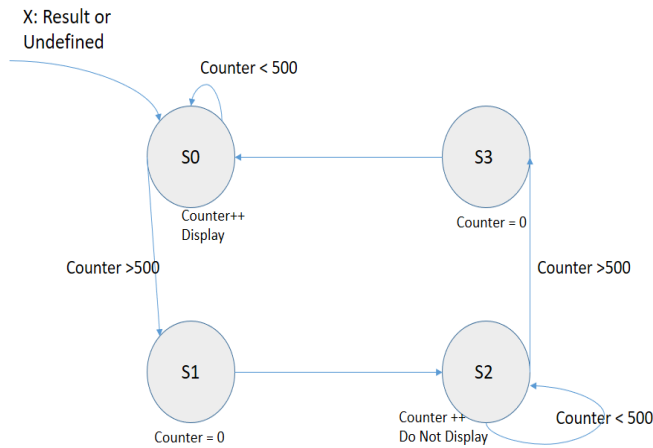 X: Result or
Undefined
Counter < 500
S0
S3
Counter++
Display
Counter = 0
Counter >500
Counter >500
S1
S2
Counter = 0
Counter ++
Do Not Display
Counter < 500